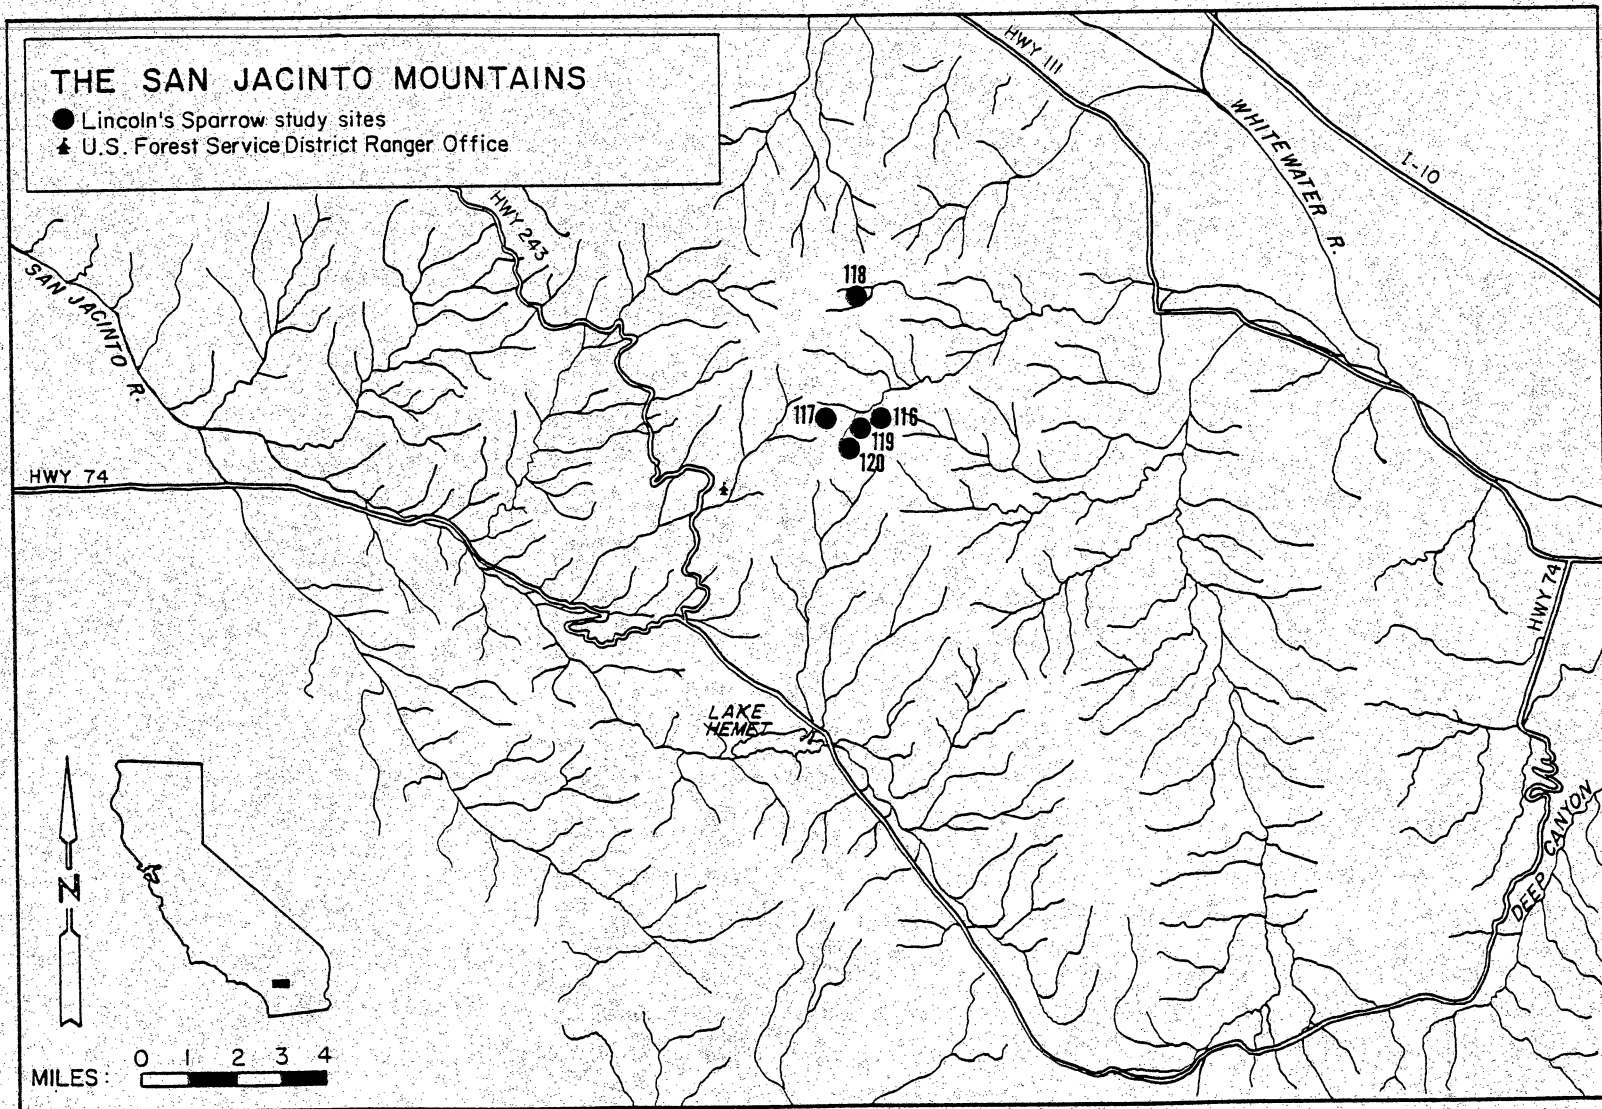 THE SAN JACINTO MOUNTAINS
Lincoln's Sparrow study sites
U.S. Forest Service District Ranger Office
HWY 111
WHITEWATER R.
I-10
HWY 243
SAN JACINTO R.
118
117
116
119
120
HWY 74
HWY 74
LAKE
HEMET
DEEP CANYON
N
0 1 2 3 4
MILES: